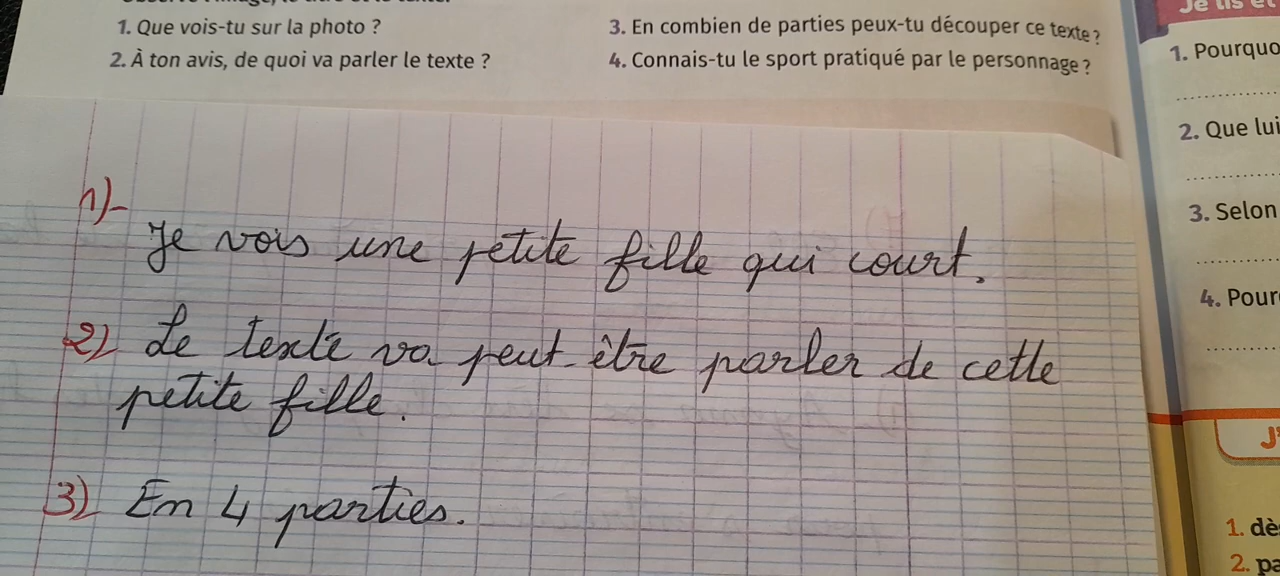 1. Que vois-tu sur la photo ?
2. À ton avis, de quoi va parler le texte ?
3. En combien de parties peux-tu découper ce texte ?
4. Connais-tu le sport pratiqué par le personnage ?
1)-
Je vois une petite fille qui court.
2) Le texte va peut-être parler de cette
petite fille.
3) En 4 parties.
Je lis et
1. Pourquo
2. Que lui
3. Selon
4. Pour
J'
1. dè
2. pa